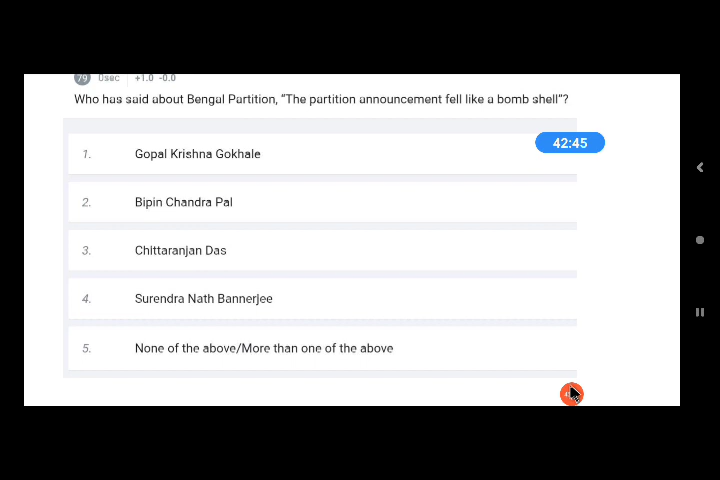 79 0sec +1.0 -0.0
Who has said about Bengal Partition, “The partition announcement fell like a bomb shell”?
42:45
1. Gopal Krishna Gokhale
2. Bipin Chandra Pal
3. Chittaranjan Das
4. Surendra Nath Bannerjee
5. None of the above/More than one of the above